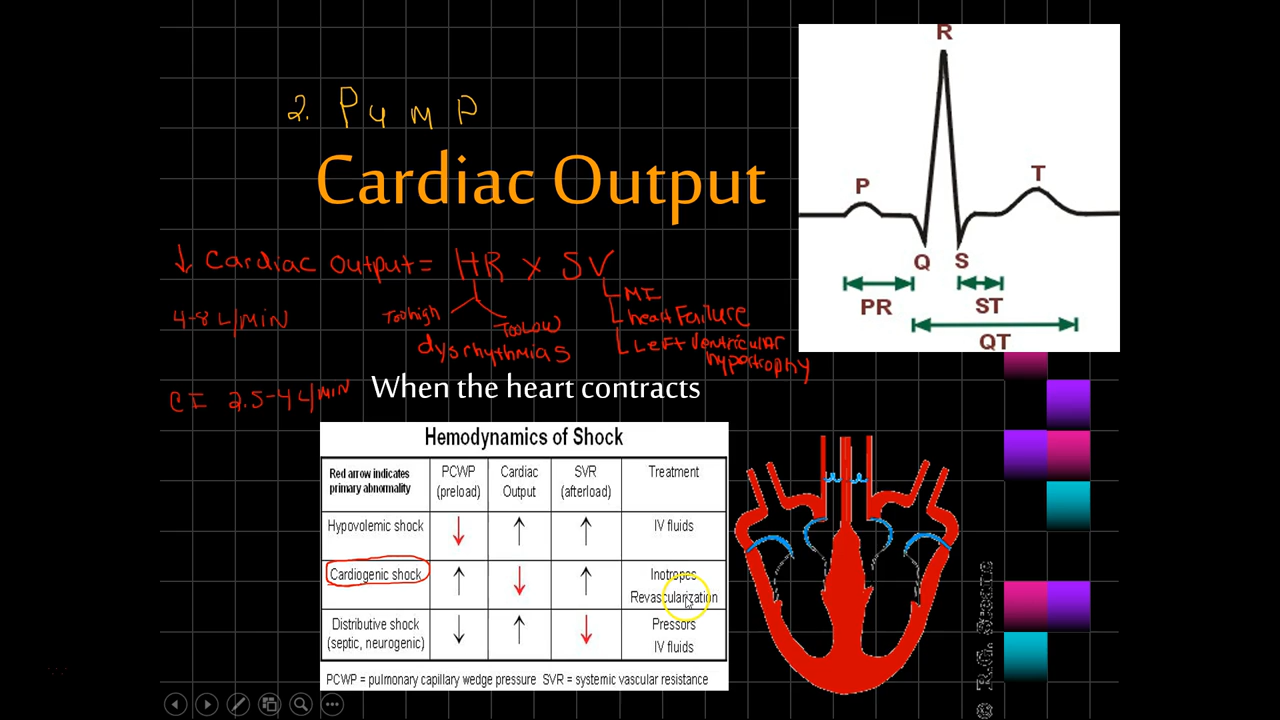 2. PUMP
Cardiac Output
↓ Cardiac Output = HR x SV
Too high
Too Low
dysrhythmias
MI
heart Failure
Left Ventricular
hypertrophy
4-8 L/MIN
CI 2.5-4 L/MIN
When the heart contracts
R
P
T
Q
S
PR
ST
QT
Hemodynamics of Shock
Red arrow indicates primary abnormality PCWP (preload) Cardiac Output SVR (afterload) Treatment
Hypovolemic shock ↓ ↑ ↑ IV fluids
Cardiogenic shock ↑ ↓ ↑ Inotropes
Revascularization
Distributive shock (septic, neurogenic) ↓ ↑ ↓ Pressors
IV fluids
PCWP = pulmonary capillary wedge pressure SVR = systemic vascular resistance